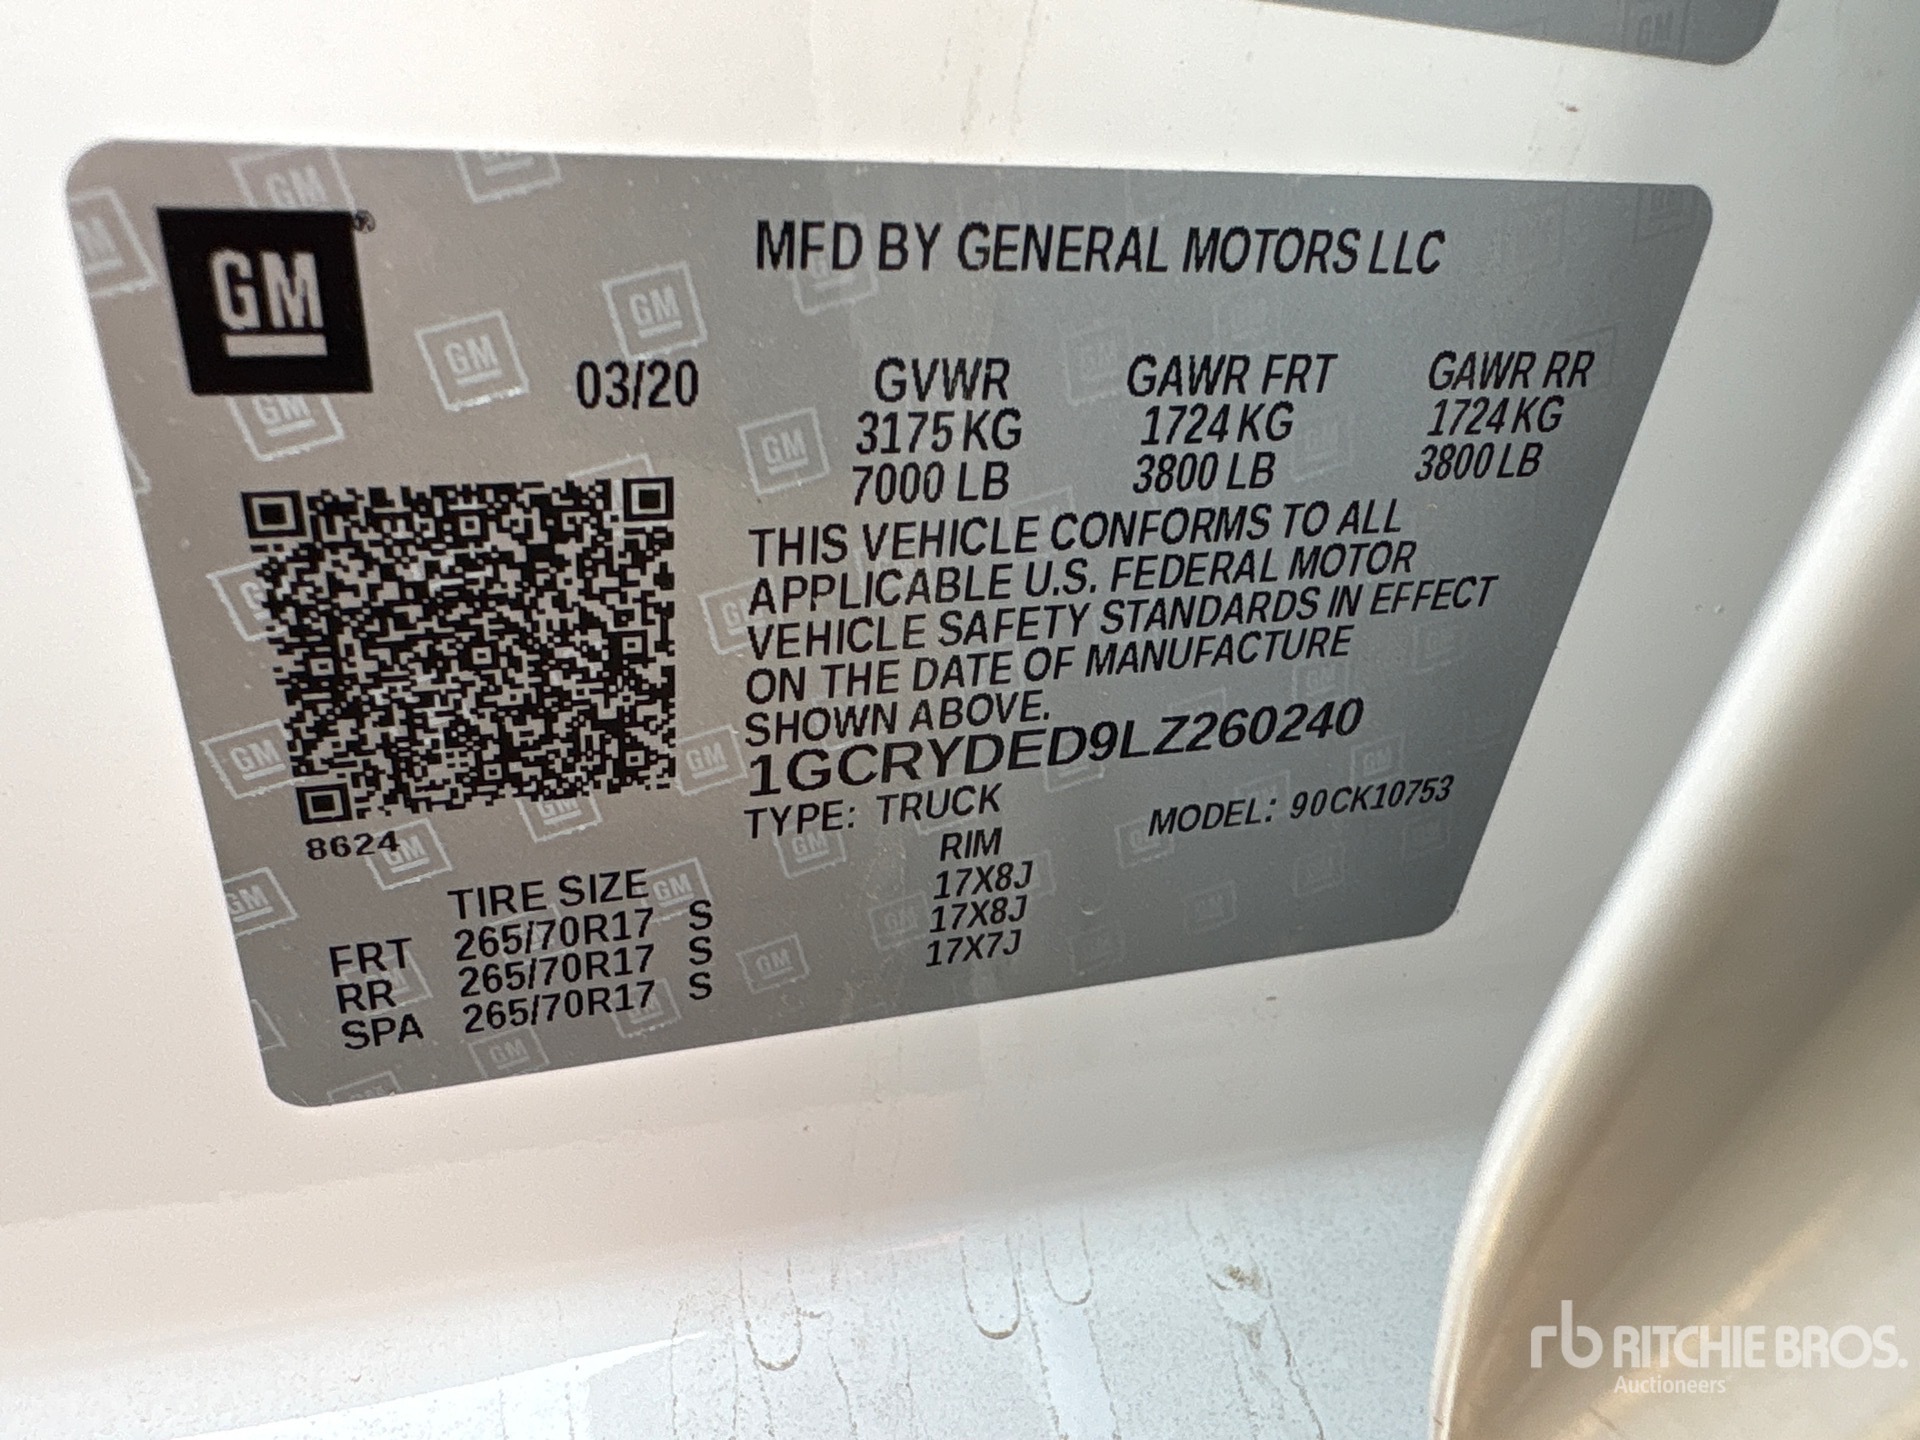 GM®
MFD BY GENERAL MOTORS LLC
03/20
GVWR GAWR FRT GAWR RR
3175 KG 1724 KG 1724 KG
7000 LB 3800 LB 3800 LB
THIS VEHICLE CONFORMS TO ALL
APPLICABLE U.S. FEDERAL MOTOR
VEHICLE SAFETY STANDARDS IN EFFECT
ON THE DATE OF MANUFACTURE
SHOWN ABOVE.
1GCRYDED9LZ260240
TYPE: TRUCK MODEL: 90CK10753
8624
TIRE SIZE RIM
FRT 265/70R17 S 17X8J
RR 265/70R17 S 17X8J
SPA 265/70R17 S 17X7J
rb RITCHIE BROS.
Auctioneers